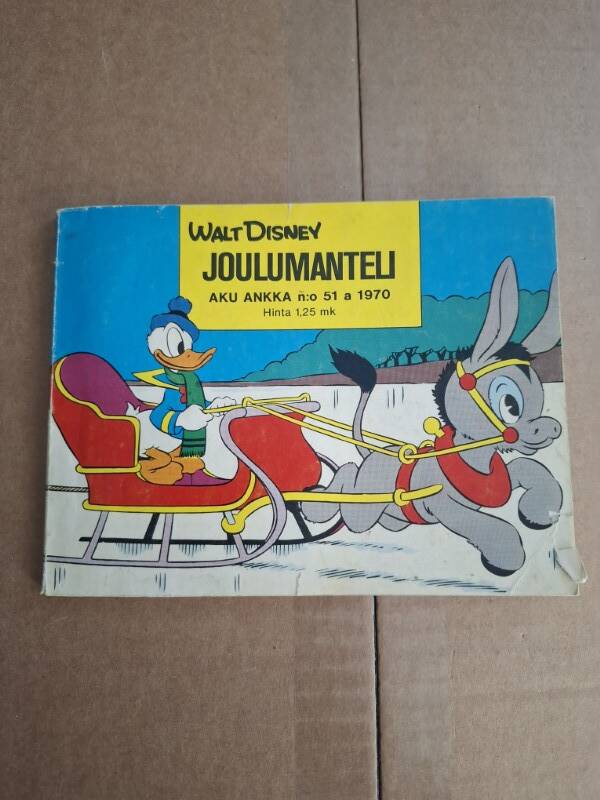 WALT DISNEY
JOULUMANTELI
AKU ANKKA n:o 51 a 1970
Hinta 1,25 mk